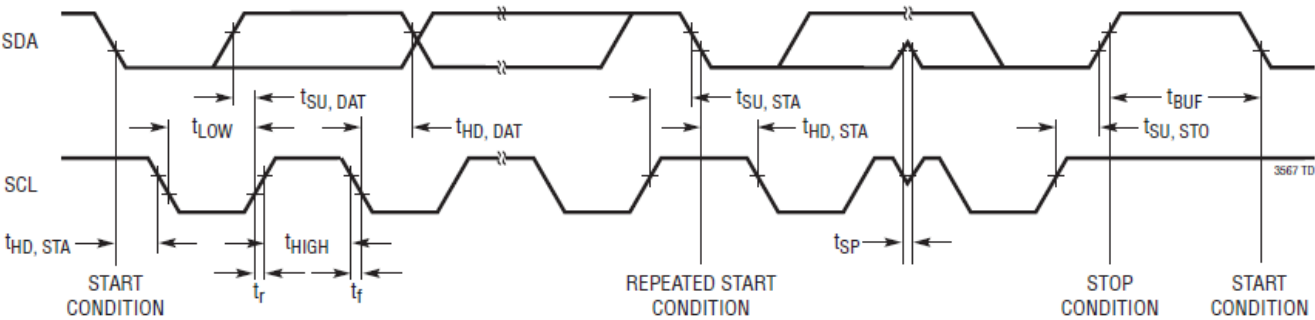 SDA
tSU, DAT
tSU, STA
tBUF
tLOW
tHD, DAT
tHD, STA
tSU, STO
SCL
3567 TD
tHD, STA
tHIGH
tSP
START
CONDITION
tr
tf
REPEATED START
CONDITION
STOP
CONDITION
START
CONDITION